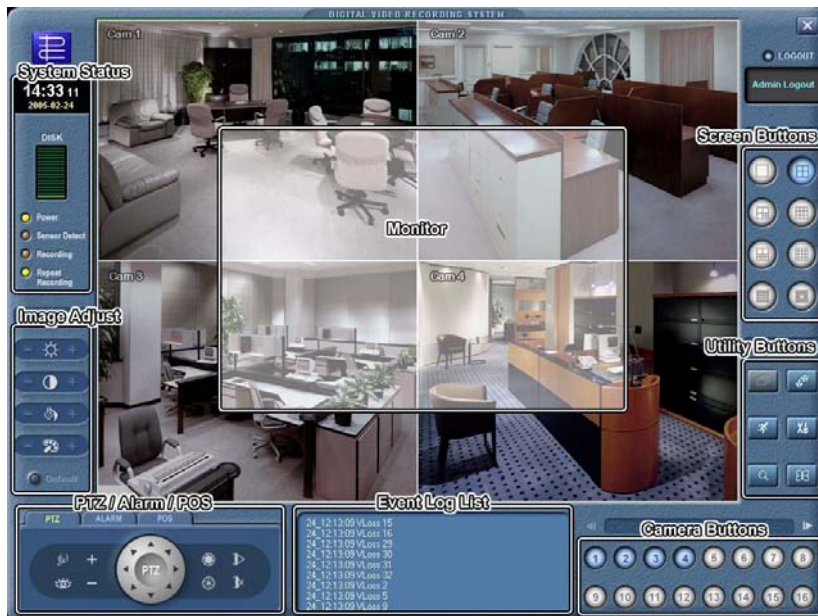 DIGITAL VIDEO RECORDING SYSTEM
Cam 1
Cam 2
LOGOUT
System Status
14:33 11
2005-02-24
Admin Logout
DISK
Screen Buttons
Power
Sensor Detect
Recording
Repeat
Recording
Monitor
Cam 3
Cam 4
Image Adjust
Utility Buttons
Default
PTZ / Alarm / POS
PTZ
ALARM
POS
PTZ
Event Log List
24_12:13:09 VLoss 15
24_12:13:09 VLoss 16
24_12:13:09 VLoss 29
24_12:13:09 VLoss 30
24_12:13:09 VLoss 31
24_12:13:09 VLoss 32
24_12:13:09 VLoss 2
24_12:13:09 VLoss 5
24_12:13:09 VLoss 9
Camera Buttons
1 2 3 4 5 6 7 8
9 10 11 12 13 14 15 16